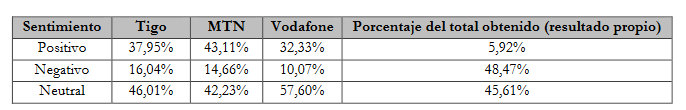 Sentimiento Tigo MTN Vodafone Porcentaje del total obtenido (resultado propio)
Positivo 37,95% 43,11% 32,33% 5,92%
Negativo 16,04% 14,66% 10,07% 48,47%
Neutral 46,01% 42,23% 57,60% 45,61%